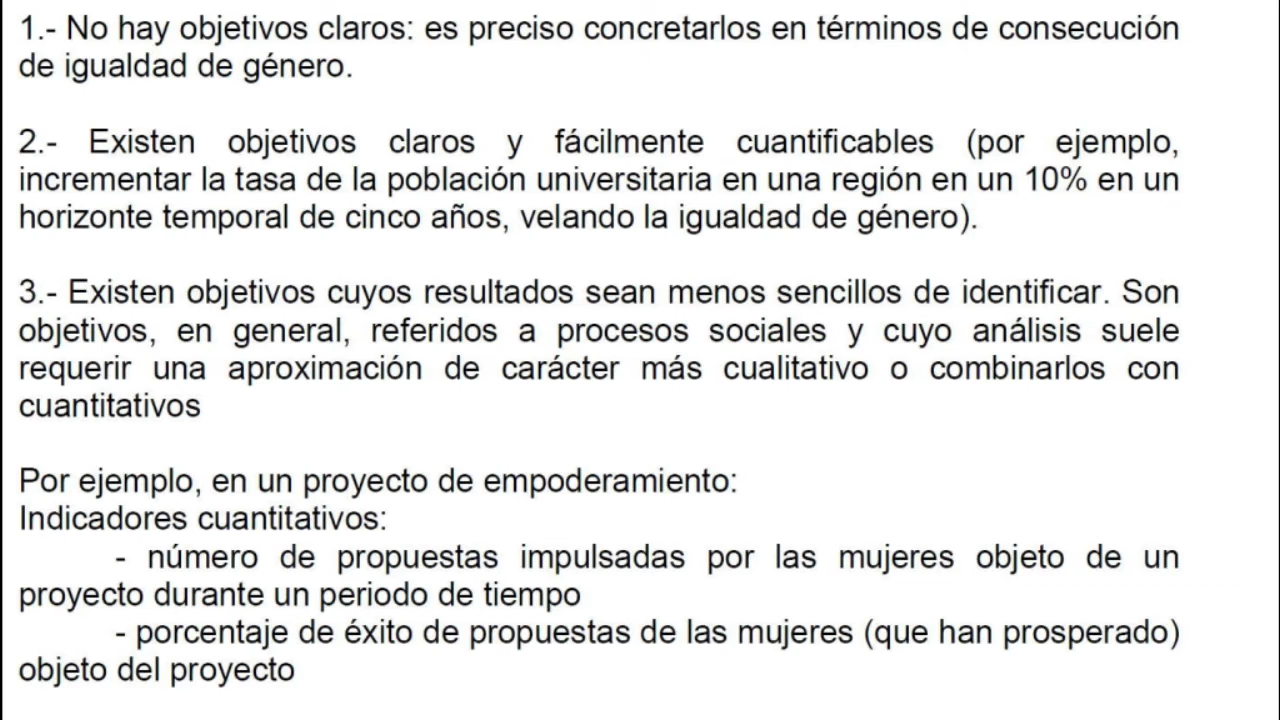 1.- No hay objetivos claros: es preciso concretarlos en términos de consecución
de igualdad de género.
2.- Existen objetivos claros y fácilmente cuantificables (por ejemplo,
incrementar la tasa de la población universitaria en una región en un 10% en un
horizonte temporal de cinco años, velando la igualdad de género).
3.- Existen objetivos cuyos resultados sean menos sencillos de identificar. Son
objetivos, en general, referidos a procesos sociales y cuyo análisis suele
requerir una aproximación de carácter más cualitativo o combinarlos con
cuantitativos
Por ejemplo, en un proyecto de empoderamiento:
Indicadores cuantitativos:
- número de propuestas impulsadas por las mujeres objeto de un
proyecto durante un periodo de tiempo
- porcentaje de éxito de propuestas de las mujeres (que han prosperado)
objeto del proyecto